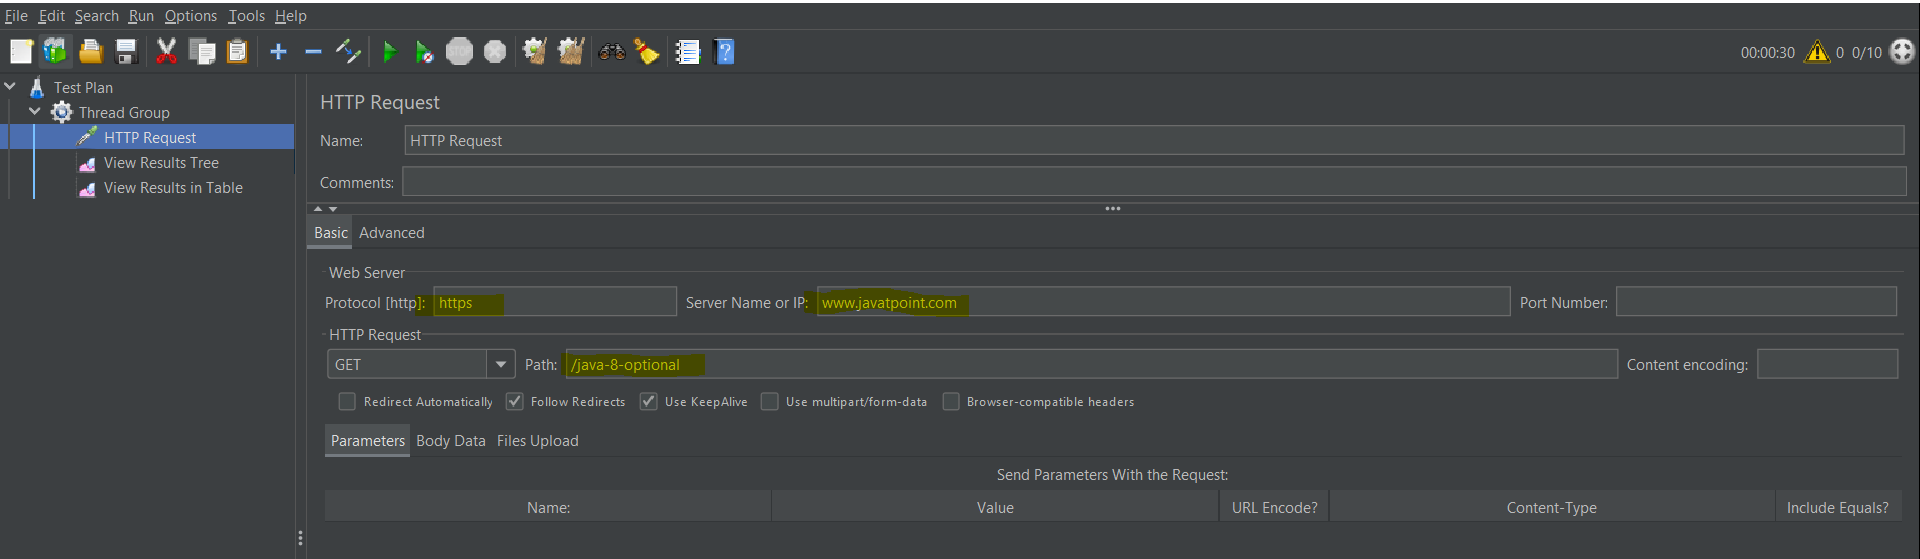 File Edit Search Run Options Tools Help
STOP 00:00:30 0 0/10
Test Plan
Thread Group
HTTP Request
View Results Tree
View Results in Table
HTTP Request
Name: HTTP Request
Comments:
Basic Advanced
Web Server
Protocol [http]: https Server Name or IP: www.javatpoint.com Port Number:
HTTP Request
GET Path: /java-8-optional Content encoding:
Redirect Automatically Follow Redirects Use KeepAlive Use multipart/form-data Browser-compatible headers
Parameters Body Data Files Upload
Send Parameters With the Request:
Name: Value URL Encode? Content-Type Include Equals?